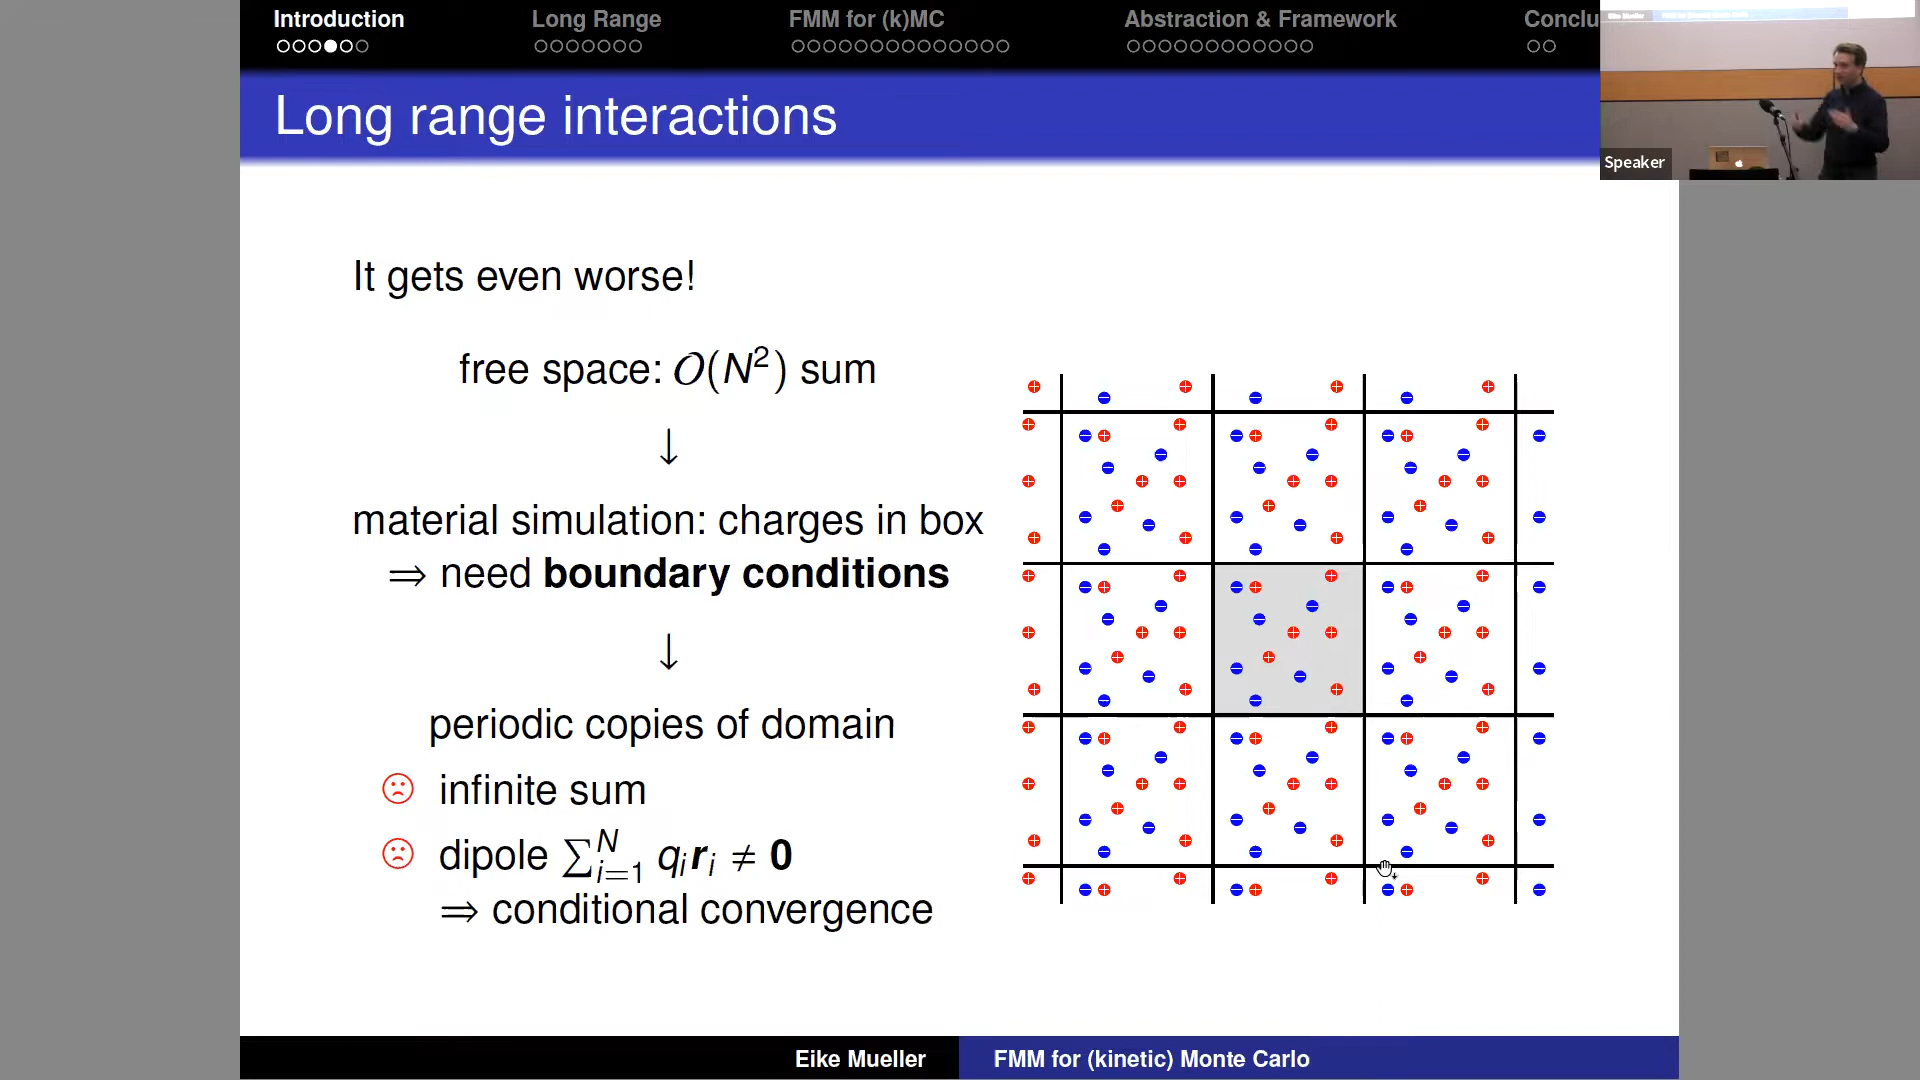 Introduction
Long Range
FMM for (k)MC
Abstraction & Framework
Conclu
Long range interactions
Speaker
It gets even worse!
free space: O(N²) sum
↓
material simulation: charges in box
⇒ need boundary conditions
↓
periodic copies of domain
infinite sum
dipole ∑ᵢ₌₁ᴺ qᵢrᵢ ≠ 0
⇒ conditional convergence
Eike Mueller
FMM for (kinetic) Monte Carlo